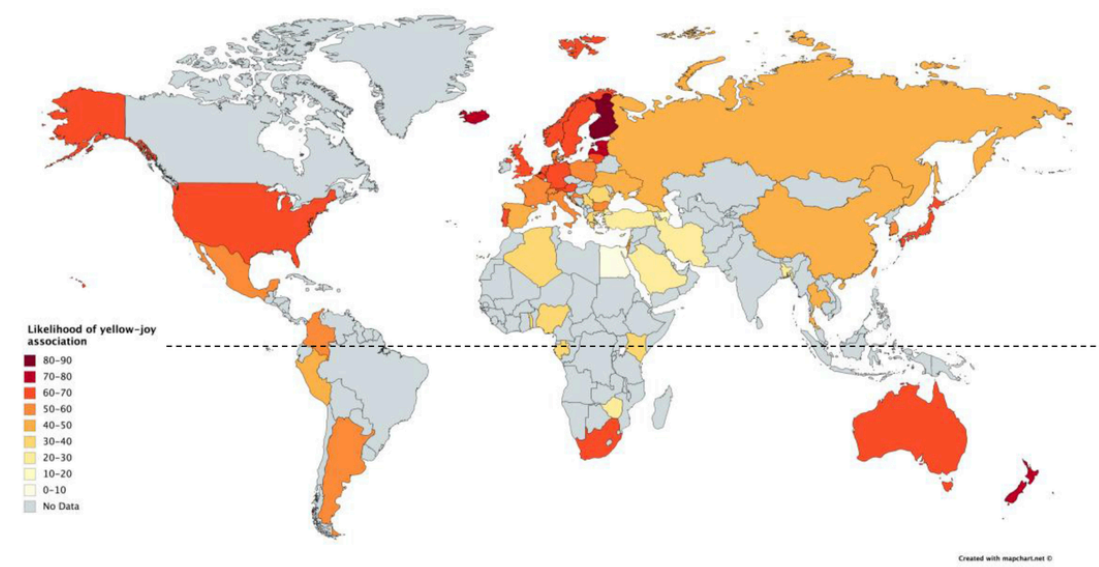 Likelihood of yellow-joy
association
80-90
70-80
60-70
50-60
40-50
30-40
20-30
10-20
0-10
No Data
Created with mapchart.net ©